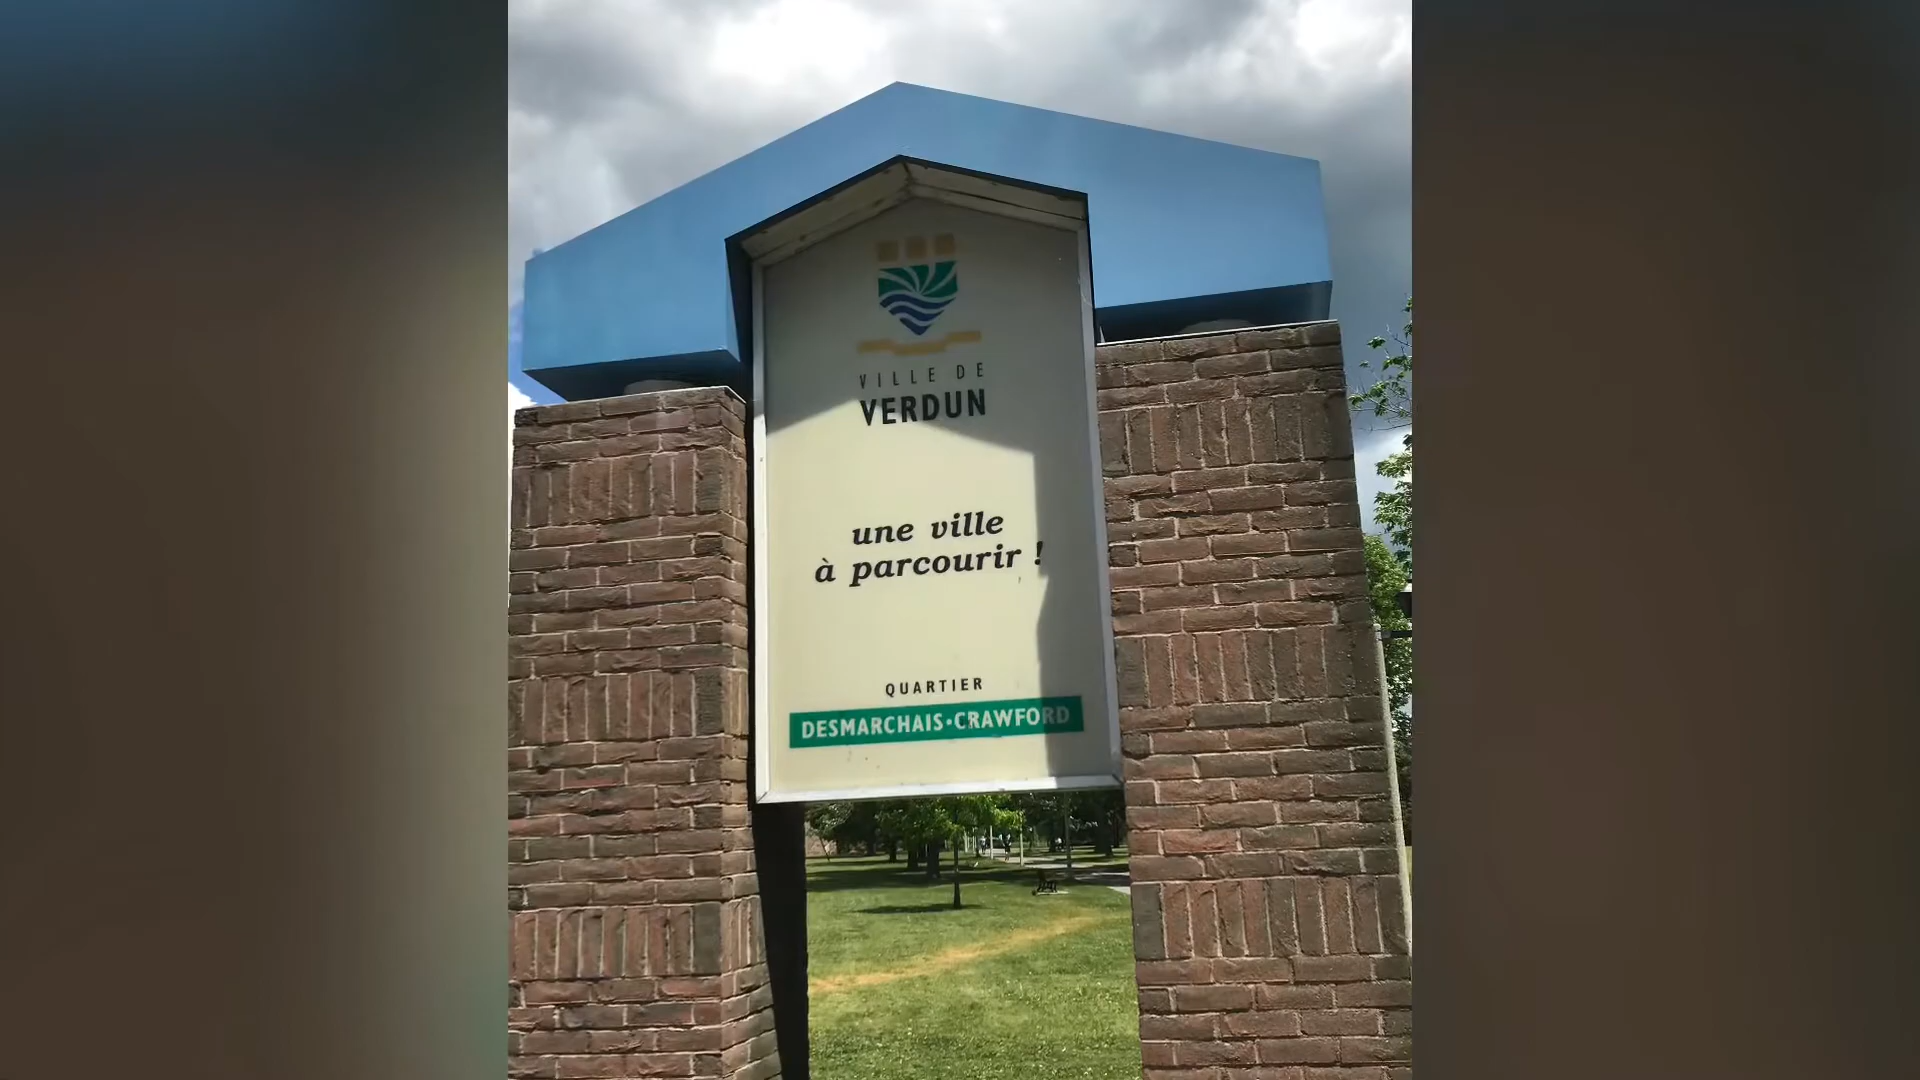 VILLE DE
VERDUN
une ville
à parcourir !
QUARTIER
DESMARCHAIS•CRAWFORD